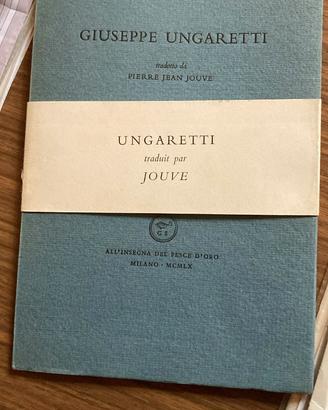 GIUSEPPE UNGARETTI
tradotto da
PIERRE JEAN JOUVE
UNGARETTI
traduit par
JOUVE
G S
ALL'INSEGNA DEL PESCE D'ORO
MILANO · MCMLX